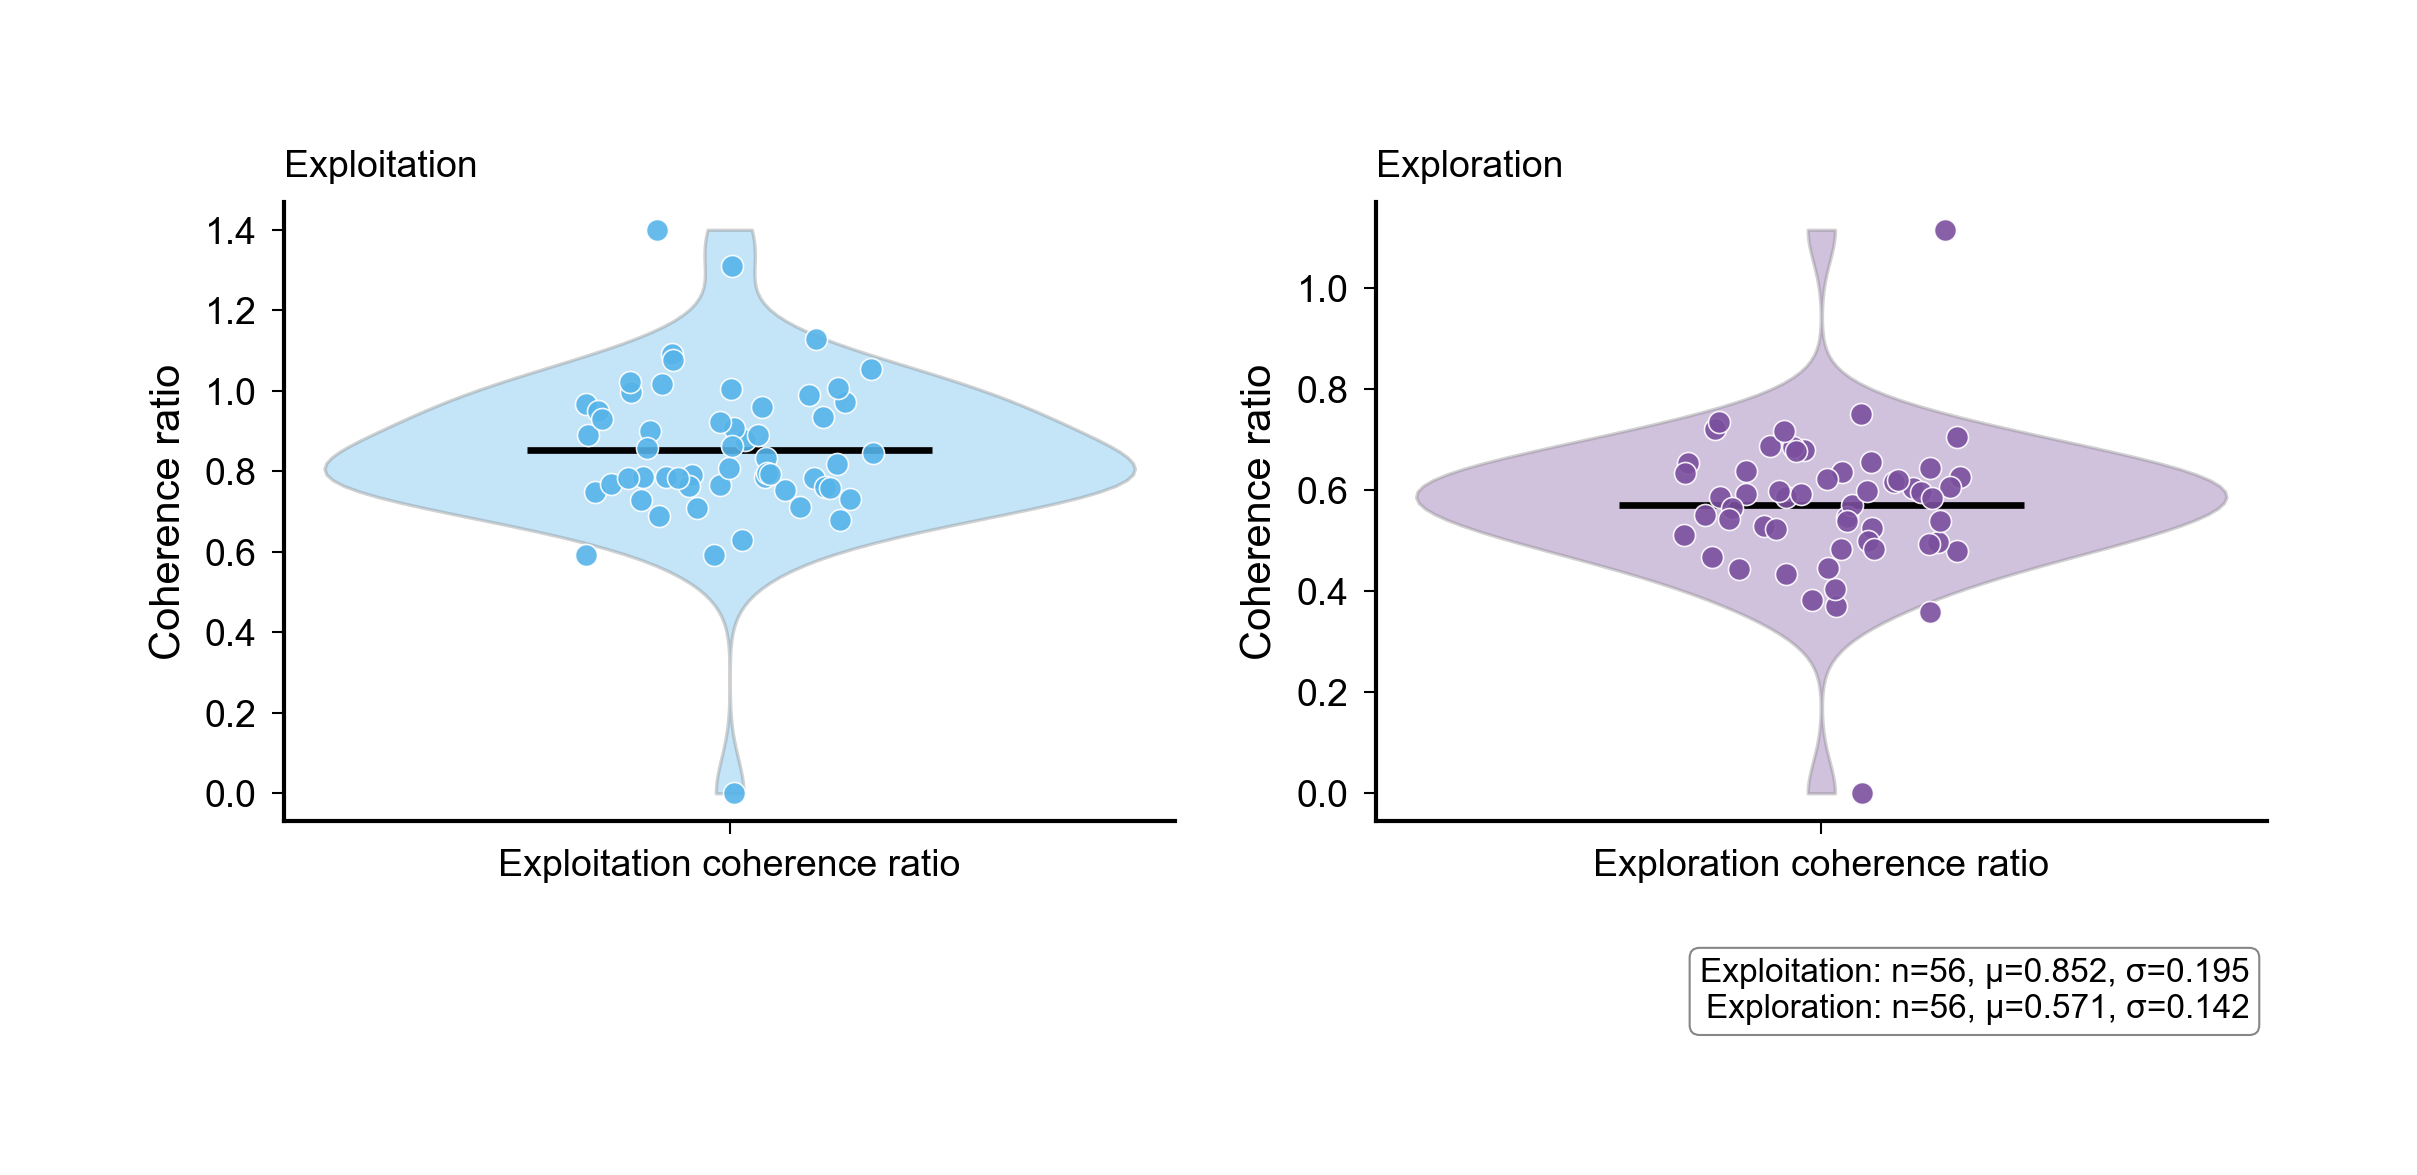 Exploitation
1.4
1.2
1.0
0.8
0.6
0.4
0.2
0.0
Coherence ratio
Exploitation coherence ratio
Exploration
1.0
0.8
0.6
0.4
0.2
0.0
Coherence ratio
Exploration coherence ratio
Exploitation: n=56, μ=0.852, σ=0.195
Exploration: n=56, μ=0.571, σ=0.142